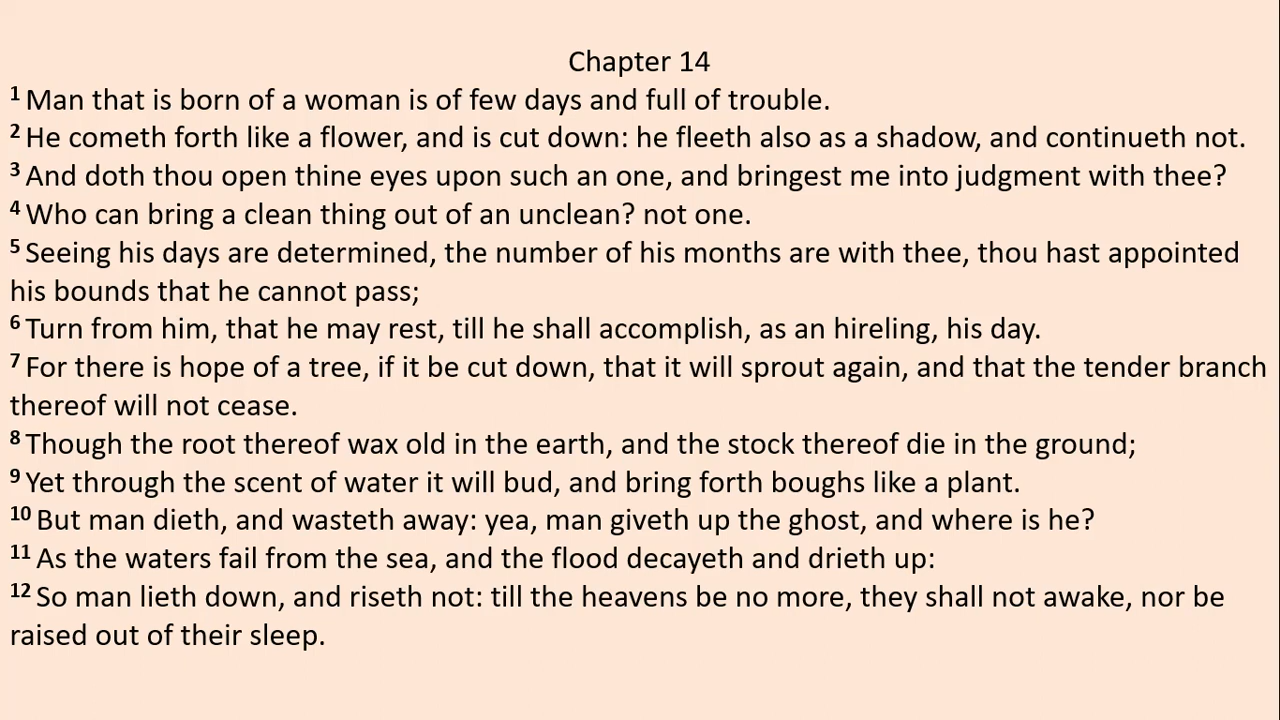 Chapter 14
1 Man that is born of a woman is of few days and full of trouble.
2 He cometh forth like a flower, and is cut down: he fleeth also as a shadow, and continueth not.
3 And doth thou open thine eyes upon such an one, and bringest me into judgment with thee?
4 Who can bring a clean thing out of an unclean? not one.
5 Seeing his days are determined, the number of his months are with thee, thou hast appointed
his bounds that he cannot pass;
6 Turn from him, that he may rest, till he shall accomplish, as an hireling, his day.
7 For there is hope of a tree, if it be cut down, that it will sprout again, and that the tender branch
thereof will not cease.
8 Though the root thereof wax old in the earth, and the stock thereof die in the ground;
9 Yet through the scent of water it will bud, and bring forth boughs like a plant.
10 But man dieth, and wasteth away: yea, man giveth up the ghost, and where is he?
11 As the waters fail from the sea, and the flood decayeth and drieth up:
12 So man lieth down, and riseth not: till the heavens be no more, they shall not awake, nor be
raised out of their sleep.